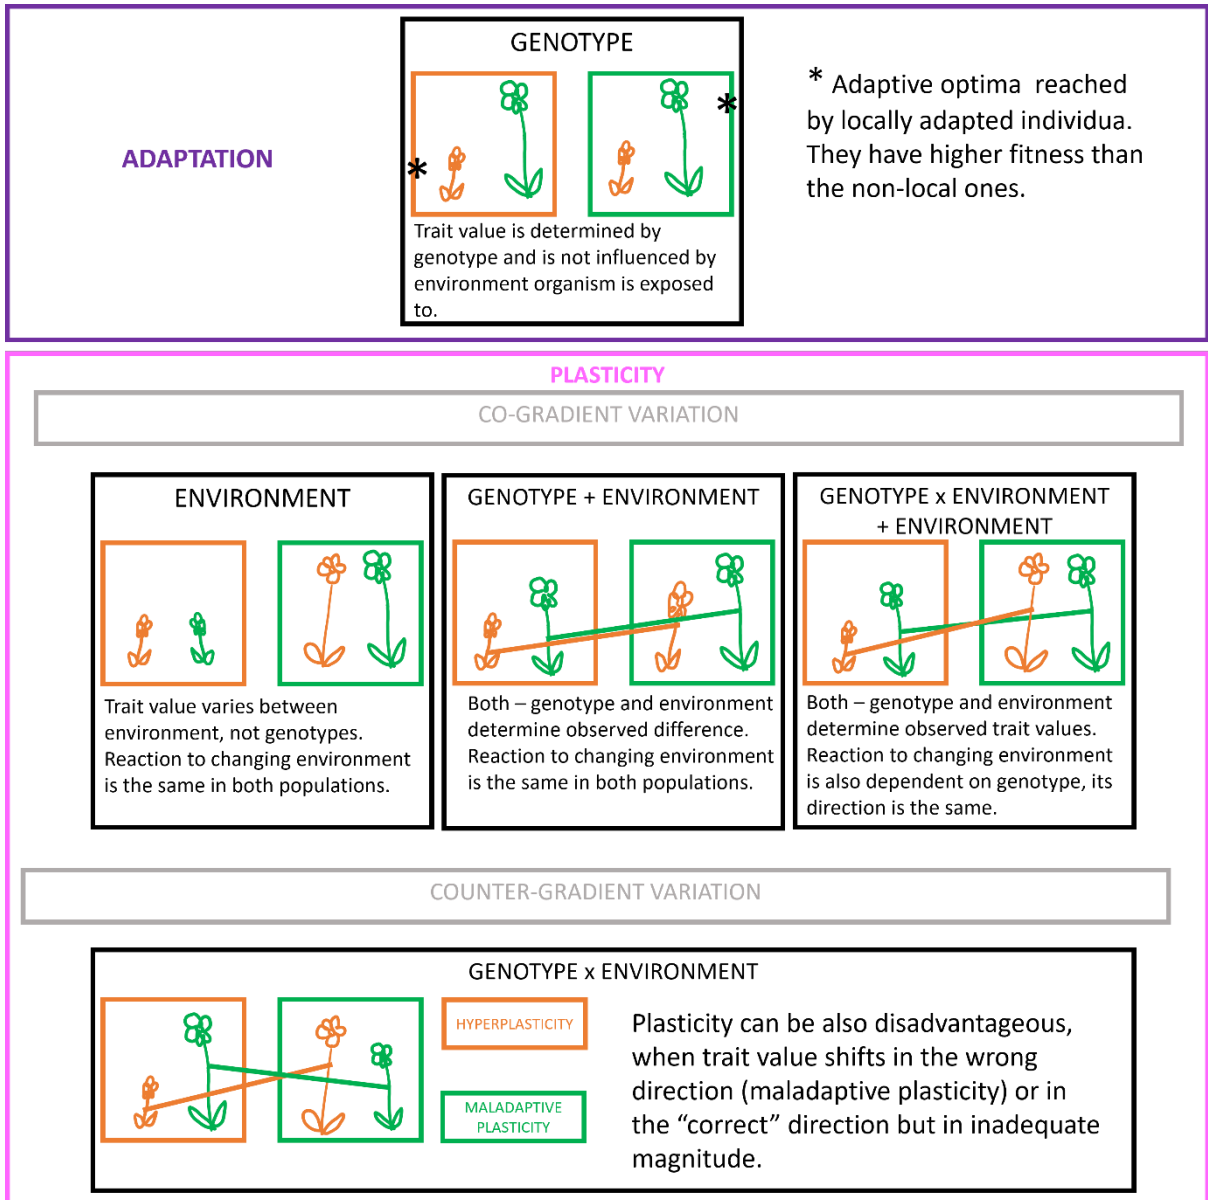 GENOTYPE
*
*
ADAPTATION
* Adaptive optima reached
by locally adapted individua.
They have higher fitness than
the non-local ones.
Trait value is determined by
genotype and is not influenced by
environment organism is exposed
to.
PLASTICITY
CO-GRADIENT VARIATION
ENVIRONMENT
Trait value varies between
environment, not genotypes.
Reaction to changing environment
is the same in both populations.
GENOTYPE + ENVIRONMENT
Both – genotype and environment
determine observed difference.
Reaction to changing environment
is the same in both populations.
GENOTYPE x ENVIRONMENT
+ ENVIRONMENT
Both – genotype and environment
determine observed trait values.
Reaction to changing environment
is also dependent on genotype, its
direction is the same.
COUNTER-GRADIENT VARIATION
GENOTYPE x ENVIRONMENT
HYPERPLASTICITY
MALADAPTIVE
PLASTICITY
Plasticity can be also disadvantageous,
when trait value shifts in the wrong
direction (maladaptive plasticity) or in
the “correct” direction but in inadequate
magnitude.